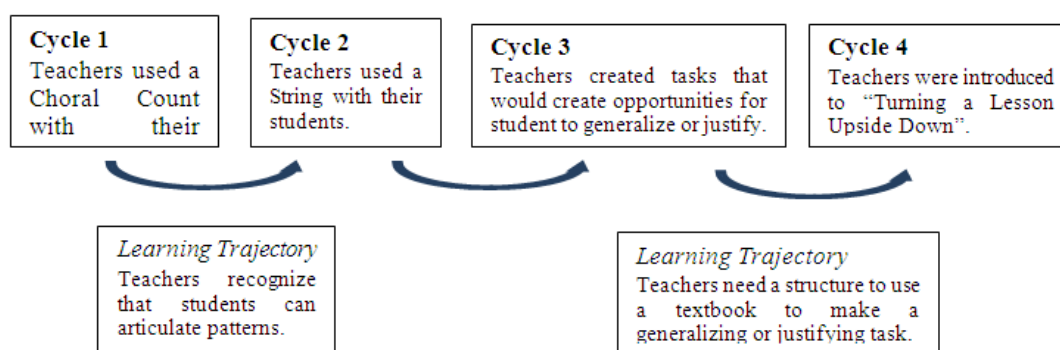 Cycle 1
Teachers used a
Choral Count
with their
Cycle 2
Teachers used a
String with their
students.
Cycle 3
Teachers created tasks that
would create opportunities for
student to generalize or justify.
Cycle 4
Teachers were introduced
to “Turning a Lesson
Upside Down”.
Learning Trajectory
Teachers recognize
that students can
articulate patterns.
Learning Trajectory
Teachers need a structure to use
a textbook to make a
generalizing or justifying task.